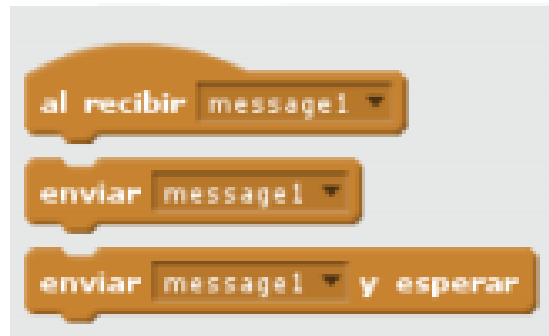 al recibir message1
enviar message1
enviar message1 y esperar